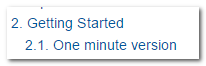 2. Getting Started
2.1. One minute version